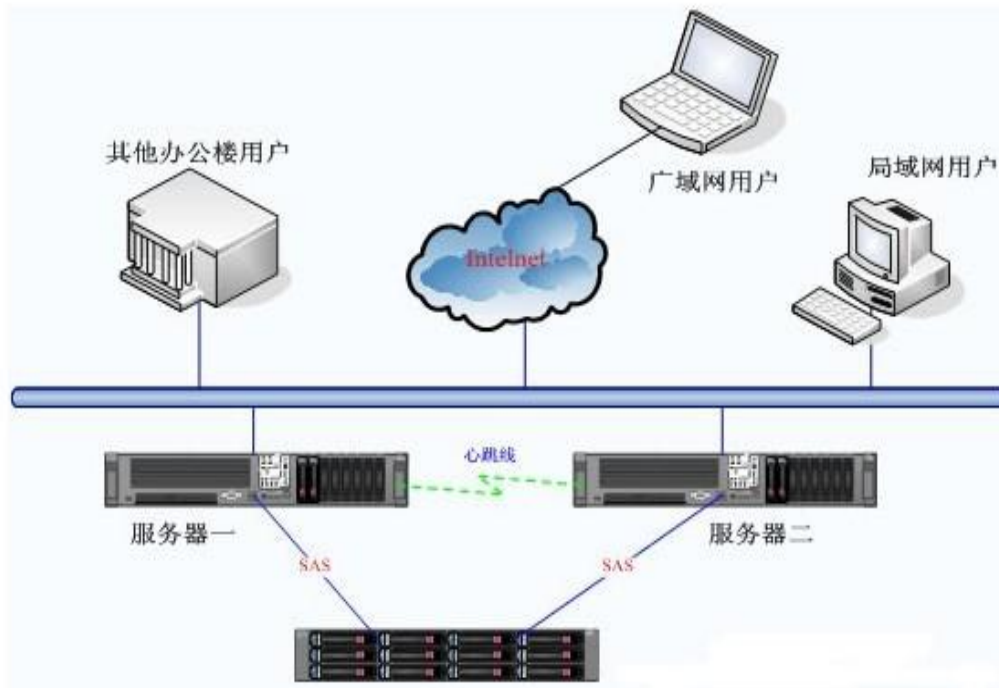 其他办公楼用户
广域网用户
局域网用户
Intelnet
心跳线
服务器一
服务器二
SAS
SAS